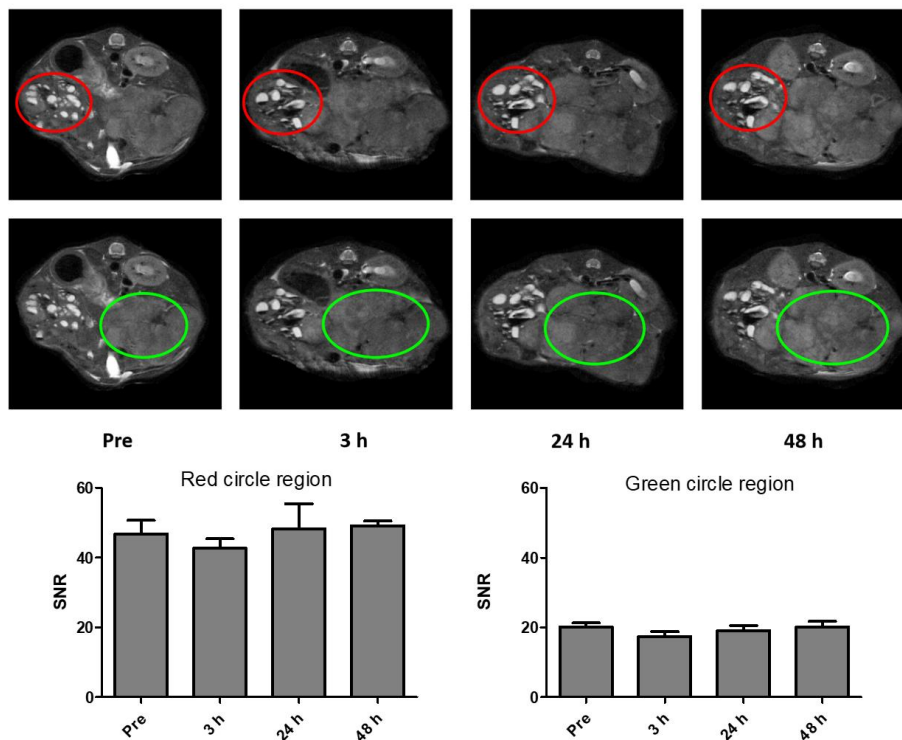 Pre 3 h 24 h 48 h
Red circle region
60
40
20
0
SNR
Pre 3 h 24 h 48 h
Green circle region
60
40
20
0
SNR
Pre 3 h 24 h 48 h